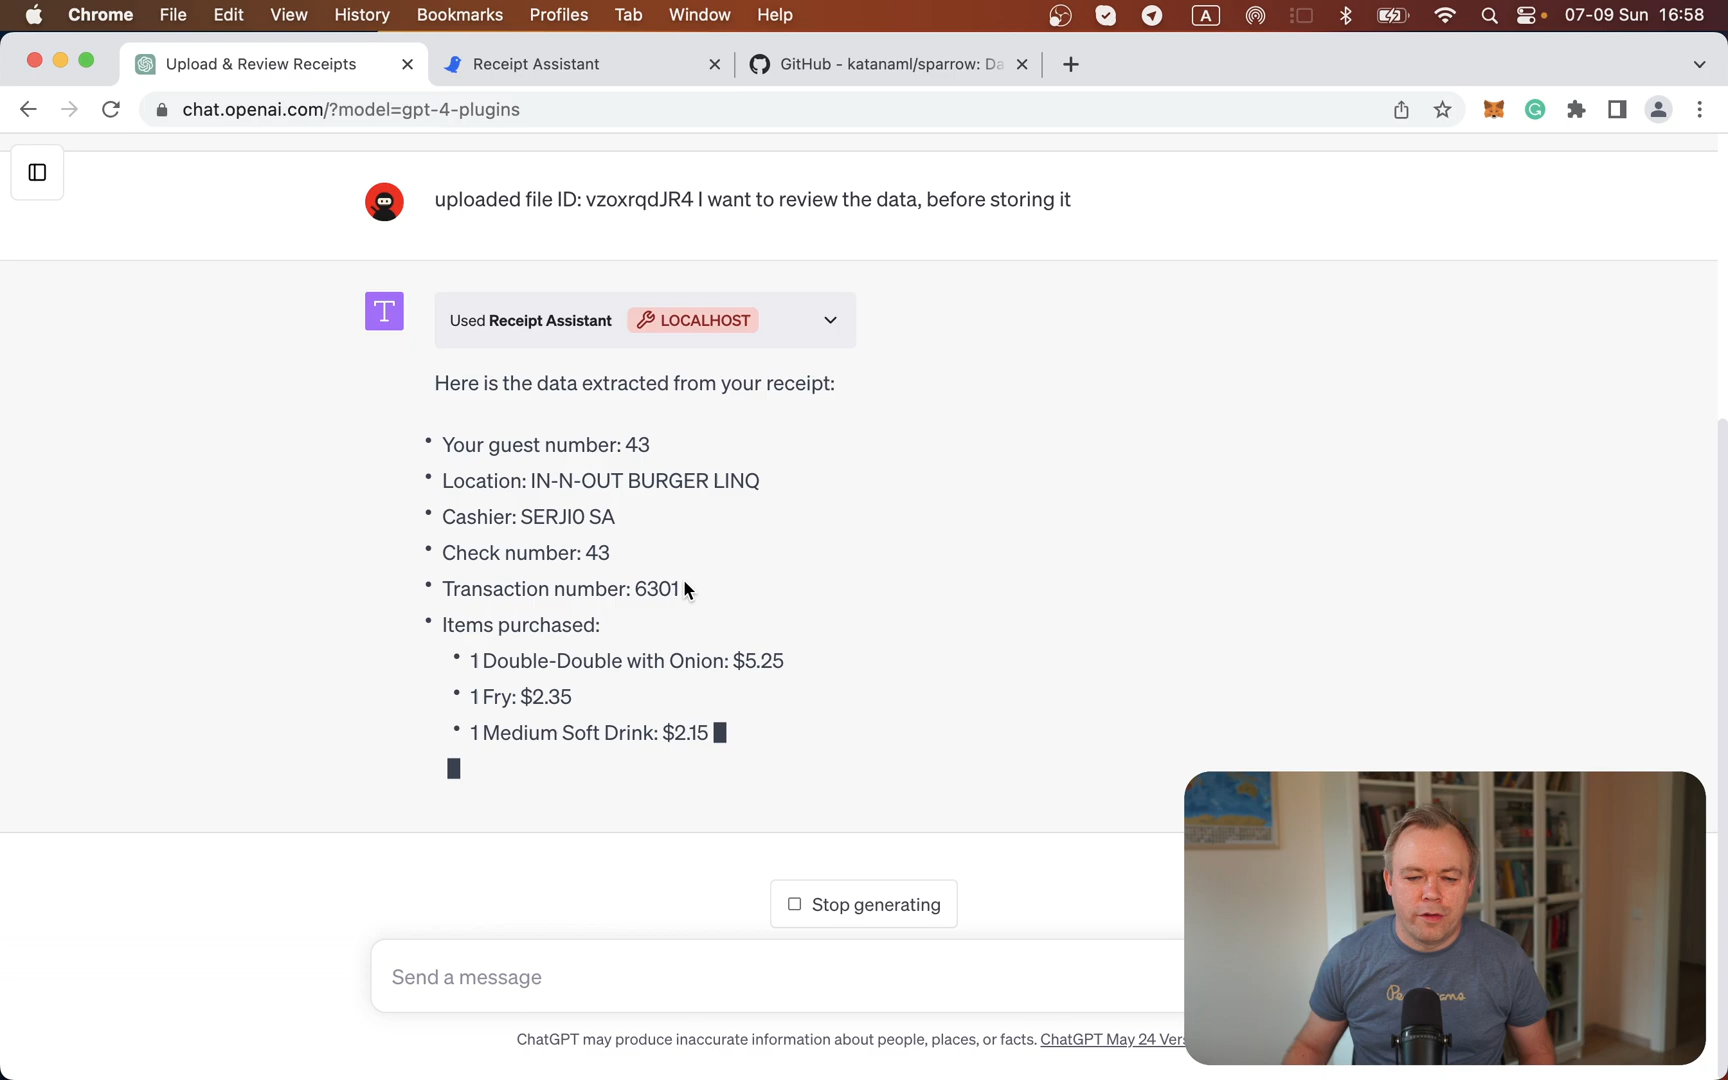 Chrome File Edit View History Bookmarks Profiles Tab Window Help A 07-09 Sun 16:58
Upload & Review Receipts Receipt Assistant GitHub - katanaml/sparrow: Da
chat.openai.com/?model=gpt-4-plugins
uploaded file ID: vzoxrqdJR4 I want to review the data, before storing it
T Used Receipt Assistant LOCALHOST
Here is the data extracted from your receipt:
• Your guest number: 43
• Location: IN-N-OUT BURGER LINQ
• Cashier: SERJI0 SA
• Check number: 43
• Transaction number: 6301
• Items purchased:
• 1 Double-Double with Onion: $5.25
• 1 Fry: $2.35
• 1 Medium Soft Drink: $2.15
Stop generating
Send a message
ChatGPT may produce inaccurate information about people, places, or facts. ChatGPT May 24 Vers